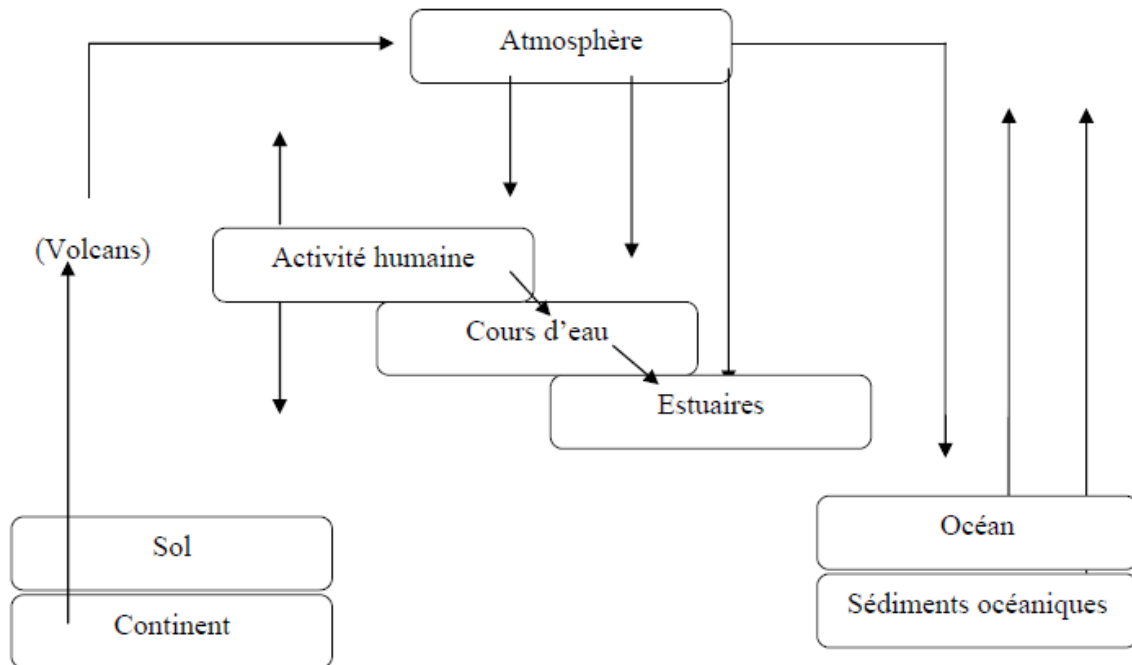 Atmosphère
(Volcans)
Activité humaine
Cours d’eau
Estuaires
Sol
Continent
Océan
Sédiments océaniques